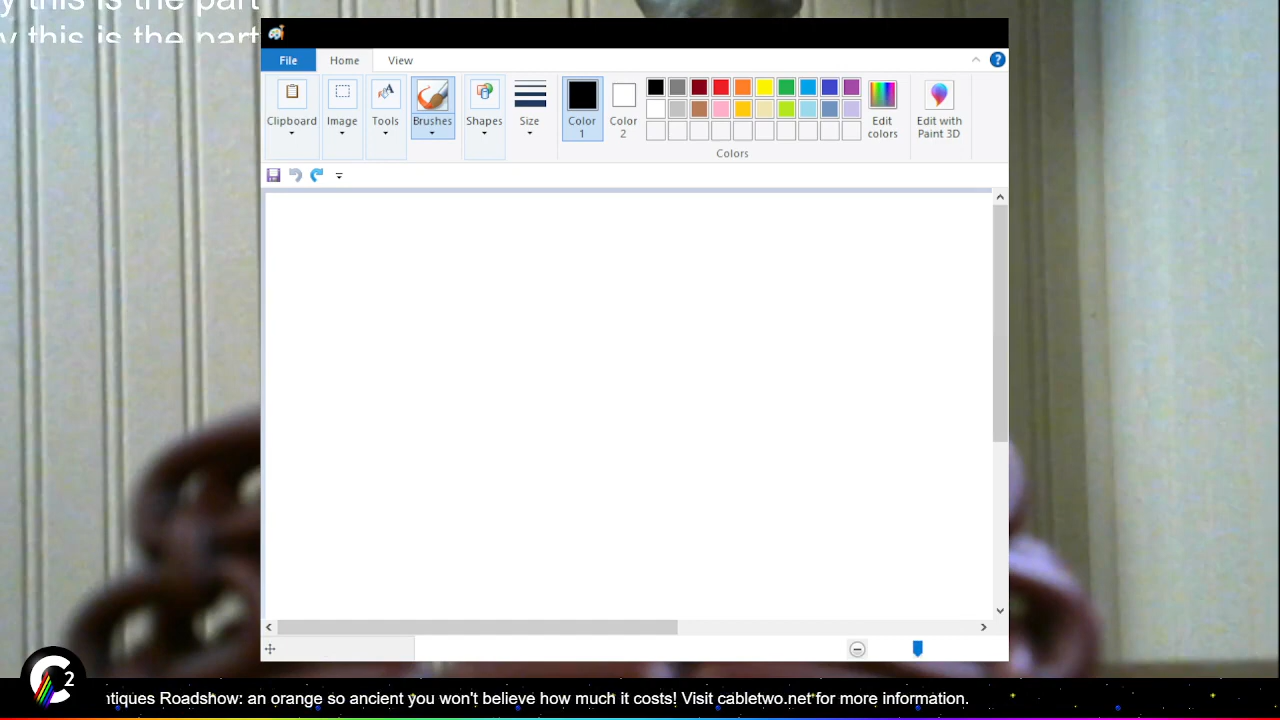 y this is the part
y this is the part
File Home View
Clipboard Image Tools Brushes Shapes Size Color 1 Color 2 Edit colors Edit with Paint 3D
Colors
C2
ntiques Roadshow: an orange so ancient you won't believe how much it costs! Visit cabletwo.net for more information.